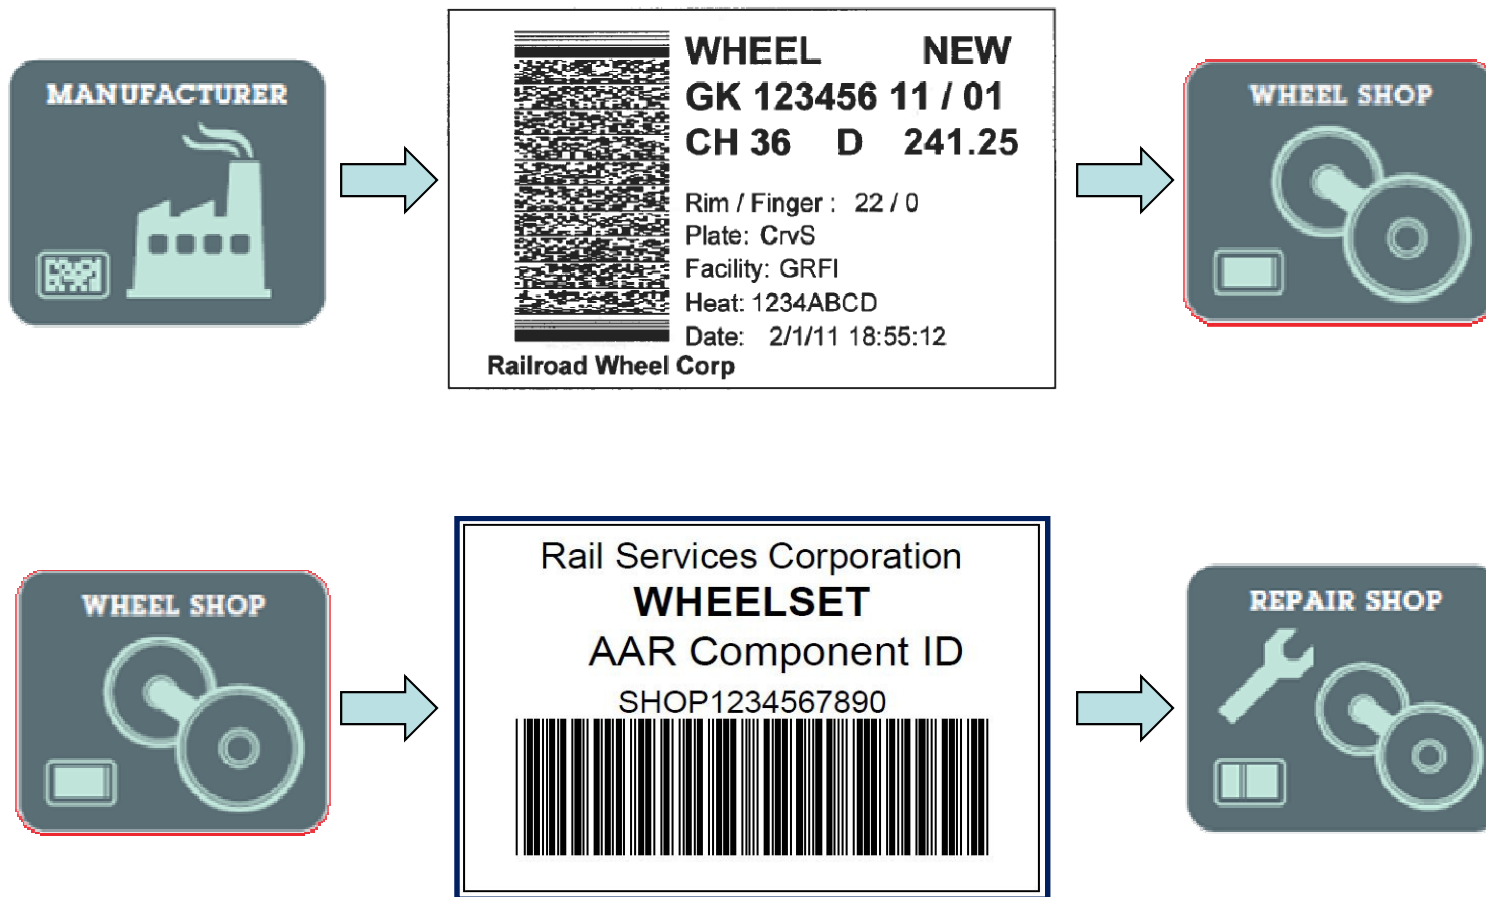 MANUFACTURER
WHEEL NEW
GK 123456 11 / 01
CH 36 D 241.25
Rim / Finger : 22 / 0
Plate: CrvS
Facility: GRFI
Heat: 1234ABCD
Date: 2/1/11 18:55:12
Railroad Wheel Corp
WHEEL SHOP
WHEEL SHOP
Rail Services Corporation
WHEELSET
AAR Component ID
SHOP1234567890
REPAIR SHOP